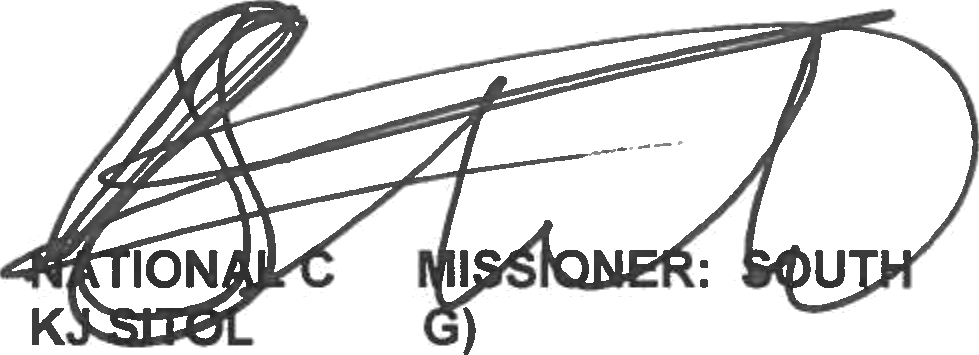 NATIONAL C MISSIONER: SOUTH
KJ SITOL G)